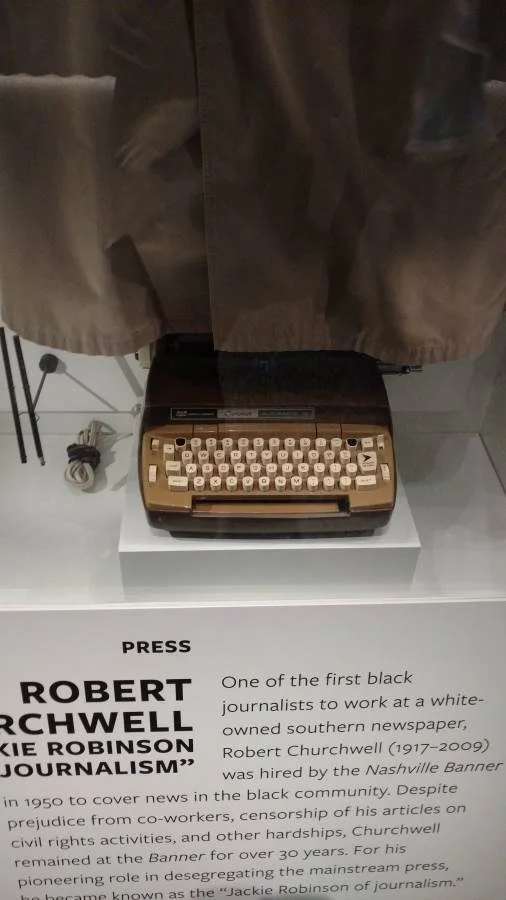 Coronet
PRESS
ROBERT
RCHWELL
KIE ROBINSON
JOURNALISM”
One of the first black
journalists to work at a white-
owned southern newspaper,
Robert Churchwell (1917–2009)
was hired by the Nashville Banner
in 1950 to cover news in the black community. Despite
prejudice from co-workers, censorship of his articles on
civil rights activities, and other hardships, Churchwell
remained at the Banner for over 30 years. For his
pioneering role in desegregating the mainstream press,
he became known as the “Jackie Robinson of journalism.”